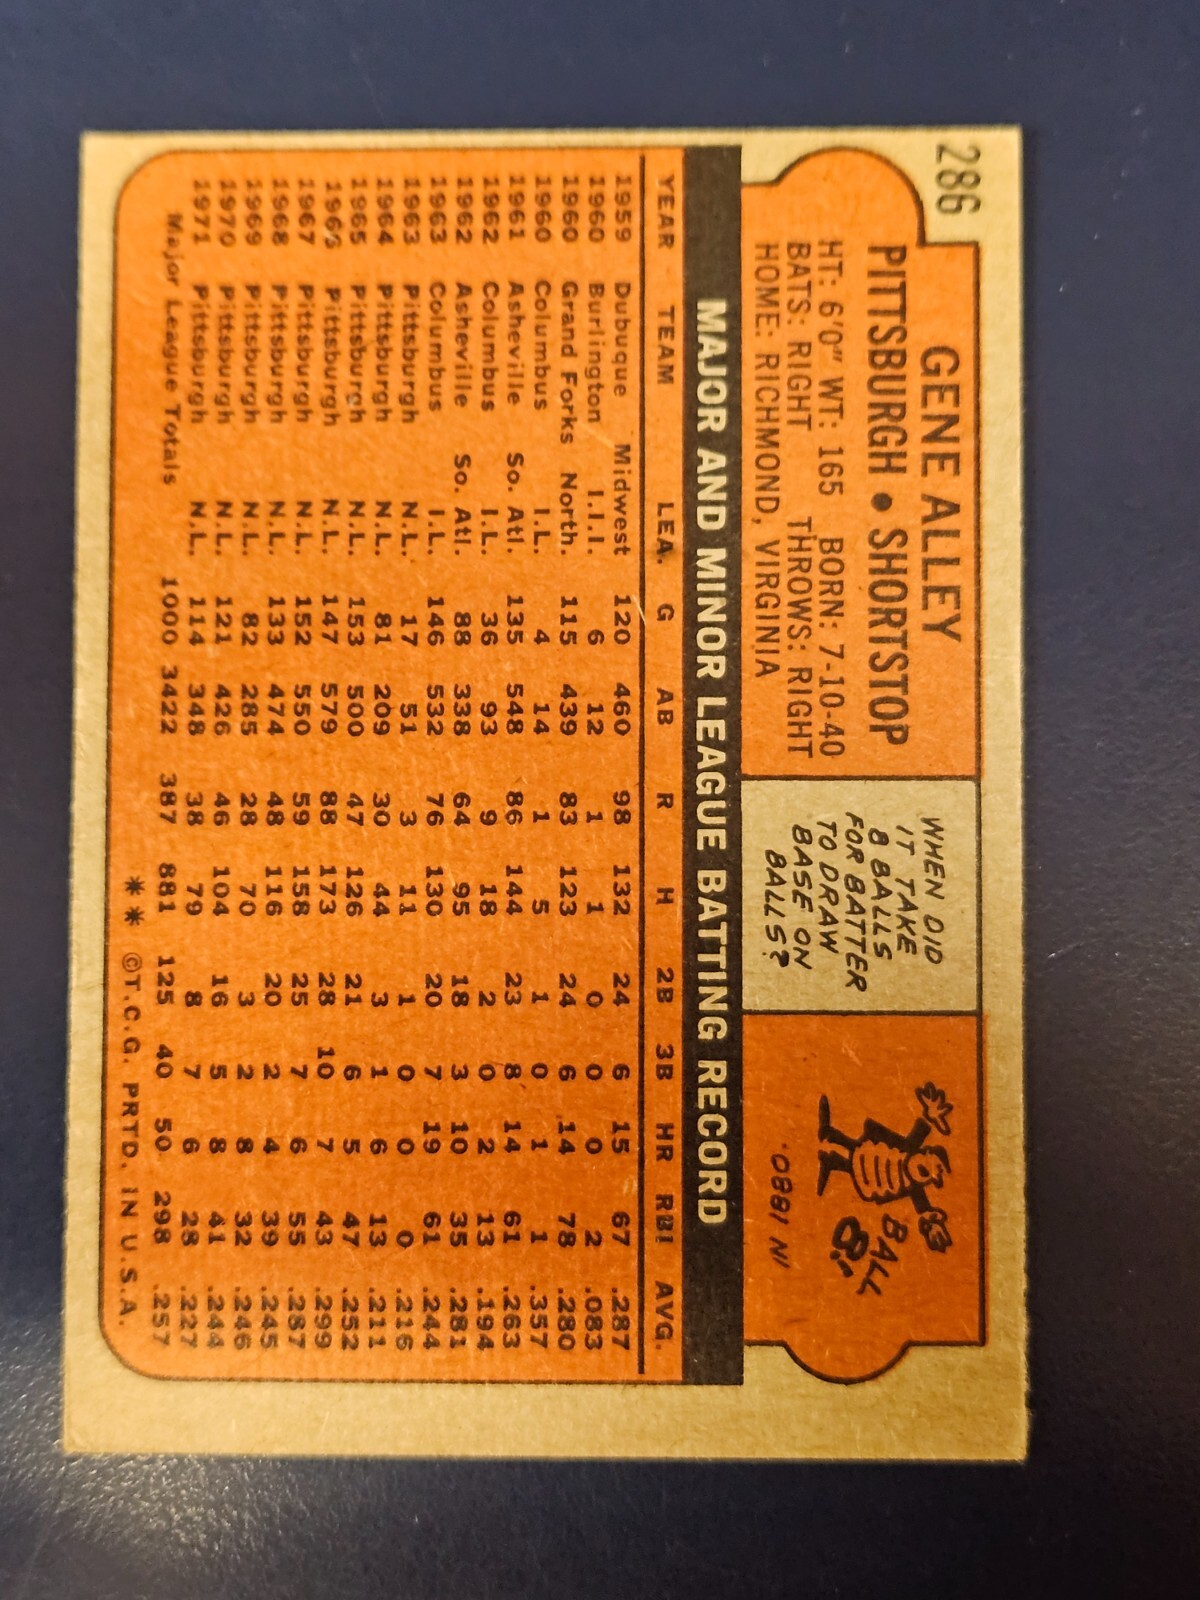 286
GENE ALLEY
PITTSBURGH • SHORTSTOP
HT: 6'0" WT: 165 BORN: 7-10-40
BATS: RIGHT THROWS: RIGHT
HOME: RICHMOND, VIRGINIA
WHEN DID
IT TAKE
8 BALLS
FOR BATTER
TO DRAW
BASE ON
BALLS?
BALL
8!
IN 1880.
MAJOR AND MINOR LEAGUE BATTING RECORD
YEAR TEAM LEA. G AB R H 2B 3B HR RBI AVG.
1959 Dubuque Midwest 120 460 98 132 24 6 15 67 .287
1960 Burlington I.I.I. 6 12 1 1 0 0 0 2 .083
1960 Grand Forks North. 115 439 83 123 24 6 14 78 .280
1960 Columbus I.L. 4 14 1 5 1 0 1 1 .357
1961 Asheville So. Atl. 135 548 86 144 23 8 14 61 .263
1962 Columbus I.L. 36 93 9 18 2 0 2 13 .194
1962 Asheville So. Atl. 88 338 64 95 18 3 10 35 .281
1963 Columbus I.L. 146 532 76 130 20 7 19 61 .244
1963 Pittsburgh N.L. 17 51 3 11 1 0 0 0 .216
1964 Pittsburgh N.L. 81 209 30 44 3 1 6 13 .211
1965 Pittsburgh N.L. 153 500 47 126 21 6 5 47 .252
1966 Pittsburgh N.L. 147 579 88 173 28 10 7 43 .299
1967 Pittsburgh N.L. 152 550 59 158 25 7 6 55 .287
1968 Pittsburgh N.L. 133 474 48 116 20 2 4 39 .245
1969 Pittsburgh N.L. 82 285 28 70 3 2 8 32 .246
1970 Pittsburgh N.L. 121 426 46 104 16 5 8 41 .244
1971 Pittsburgh N.L. 114 348 38 79 8 7 6 28 .227
Major League Totals 1000 3422 387 881 125 40 50 298 .257
** ©T.C.G. PRTD. IN U.S.A.